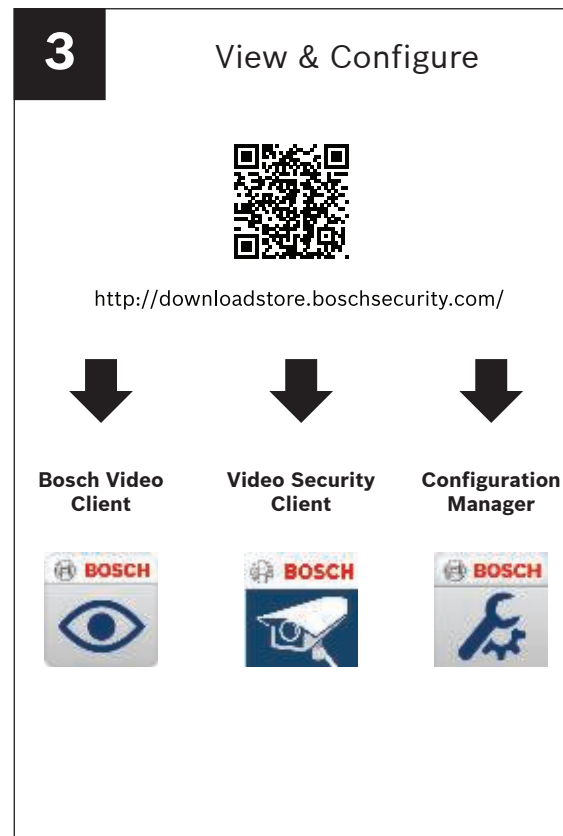 3
View & Configure
http://downloadstore.boschsecurity.com/
Bosch Video
Client
Video Security
Client
Configuration
Manager
BOSCH
BOSCH
BOSCH